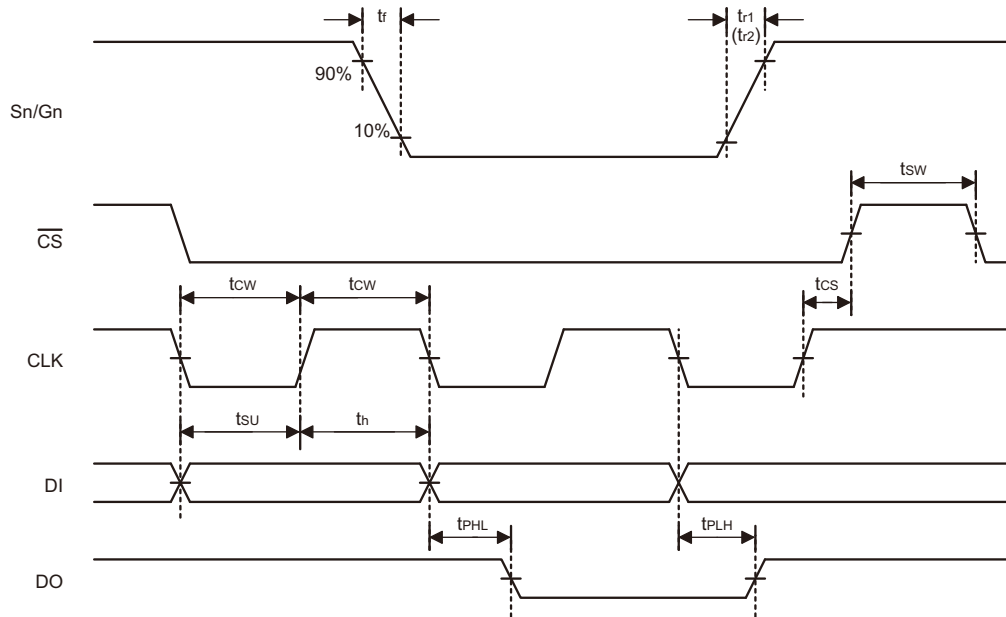 tf
tr1
(tr2)
90%
Sn/Gn
10%
tsw
CS
tcw
tcw
tcs
CLK
tSU
th
DI
tPHL
tPLH
DO